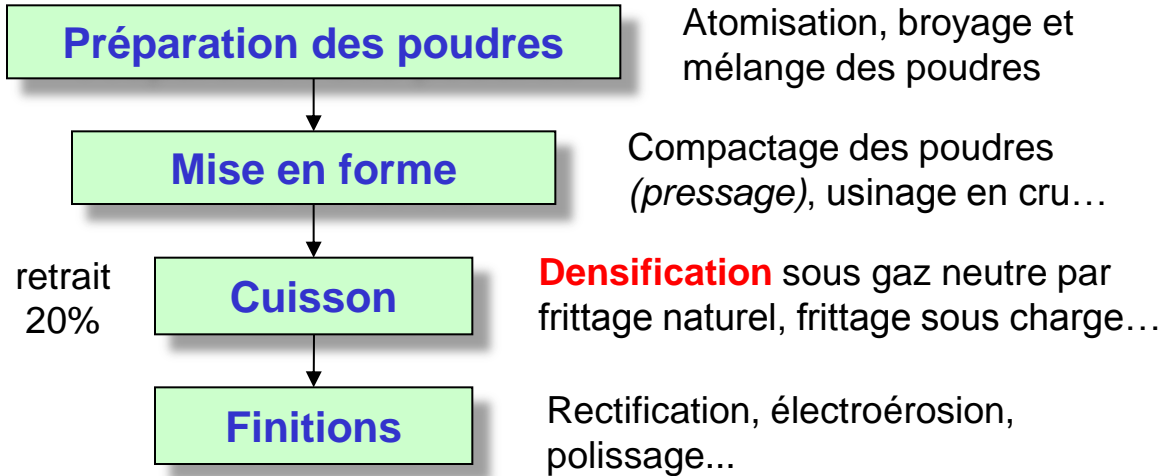 Préparation des poudres
Atomisation, broyage et
mélange des poudres
Mise en forme
Compactage des poudres
(pressage), usinage en cru…
retrait
20%
Cuisson
Densification sous gaz neutre par
frittage naturel, frittage sous charge…
Finitions
Rectification, électroérosion,
polissage...